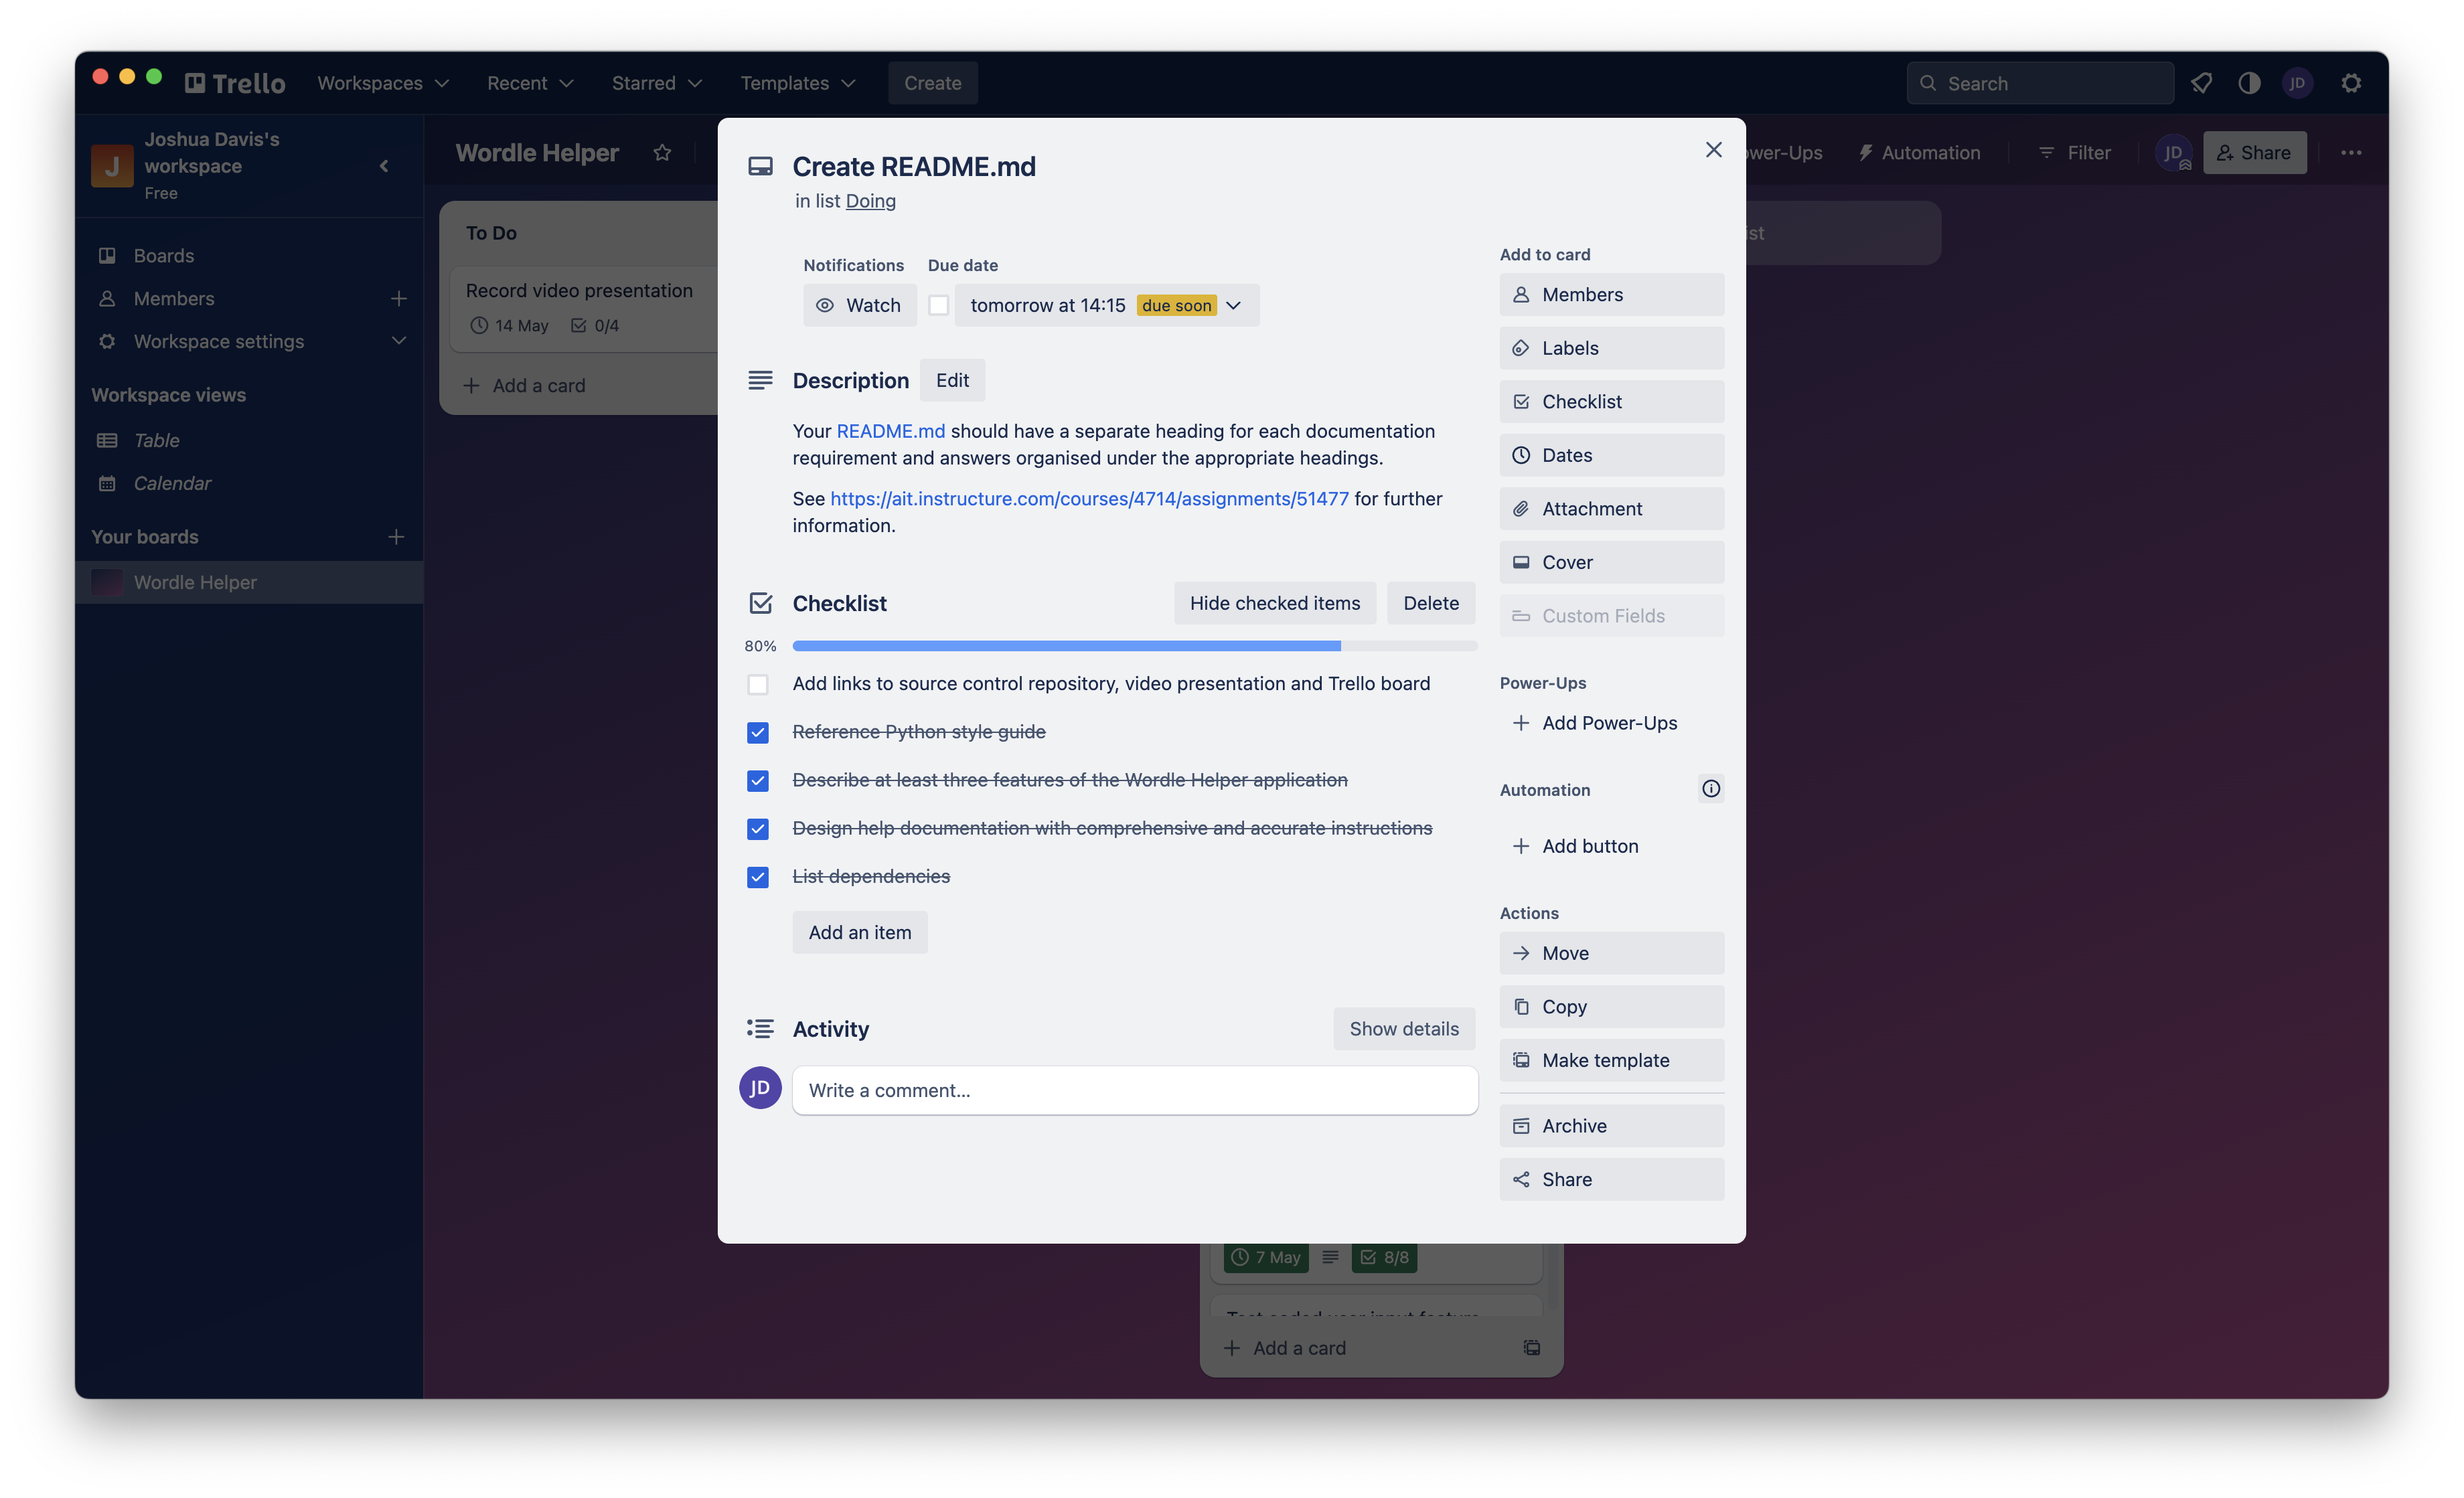 Trello
Workspaces
Recent
Starred
Templates
Create
Search
JD
J
Joshua Davis's
workspace
Free
Boards
Members
Workspace settings
Workspace views
Table
Calendar
Your boards
Wordle Helper
Wordle Helper
ower-Ups
Automation
Filter
JD
Share
To Do
Record video presentation
14 May
0/4
Add a card
ist
Create README.md
in list Doing
Notifications
Due date
Watch
tomorrow at 14:15 due soon
Description
Edit
Your README.md should have a separate heading for each documentation
requirement and answers organised under the appropriate headings.
See https://ait.instructure.com/courses/4714/assignments/51477 for further
information.
Checklist
Hide checked items
Delete
80%
Add links to source control repository, video presentation and Trello board
Reference Python style guide
Describe at least three features of the Wordle Helper application
Design help documentation with comprehensive and accurate instructions
List dependencies
Add an item
Activity
Show details
JD
Write a comment...
Add to card
Members
Labels
Checklist
Dates
Attachment
Cover
Custom Fields
Power-Ups
Add Power-Ups
Automation
Add button
Actions
Move
Copy
Make template
Archive
Share
7 May
8/8
Add a card